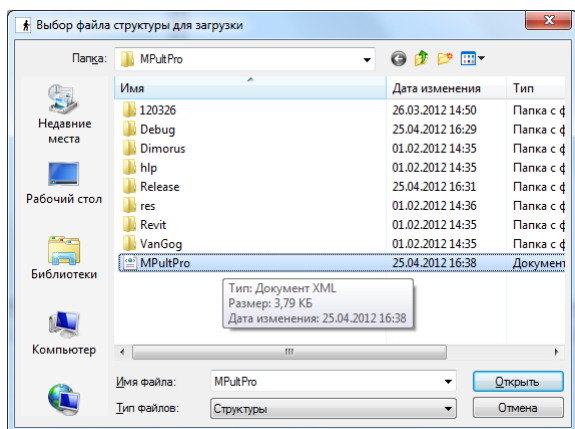 Выбор файла структуры для загрузки
Папка: MPultPro
Имя Дата изменения Тип
120326 26.03.2012 14:50 Папка с ф
Debug 25.04.2012 16:29 Папка с ф
Dimorus 01.02.2012 14:35 Папка с ф
hlp 01.02.2012 14:35 Папка с ф
Release 25.04.2012 16:31 Папка с ф
res 01.02.2012 14:36 Папка с ф
Revit 01.02.2012 14:35 Папка с ф
VanGog 01.02.2012 14:35 Папка с ф
MPultPro 25.04.2012 16:38 Документ
Тип: Документ XML
Размер: 3,79 КБ
Дата изменения: 25.04.2012 16:38
Недавние
места
Рабочий стол
Библиотеки
Компьютер
Имя файла: MPultPro Открыть
Тип файлов: Структуры Отмена